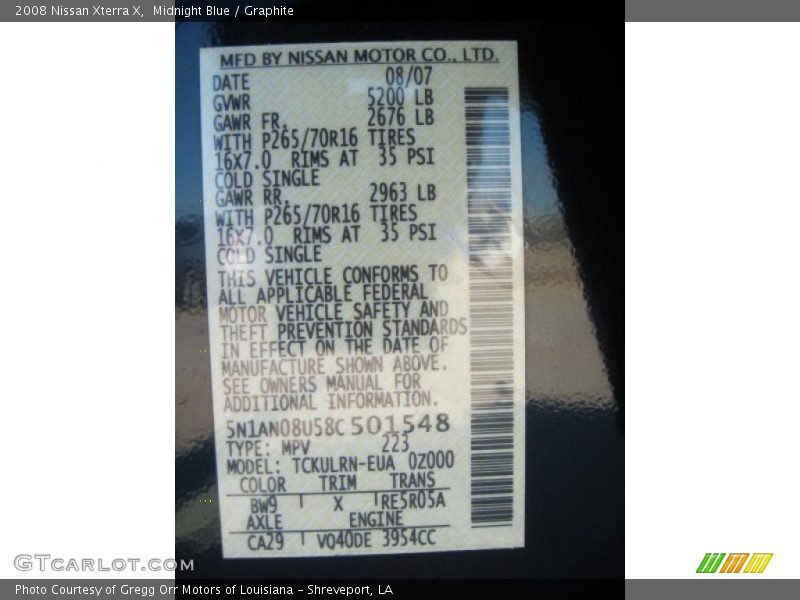 2008 Nissan Xterra X,  Midnight Blue / Graphite
MFD BY NISSAN MOTOR CO., LTD.
DATE 08/07
GVWR 5200 LB
GAWR FR. 2676 LB
WITH P265/70R16 TIRES
16X7.0 RIMS AT 35 PSI
COLD SINGLE
GAWR RR. 2963 LB
WITH P265/70R16 TIRES
16X7.0 RIMS AT 35 PSI
COLD SINGLE
THIS VEHICLE CONFORMS TO
ALL APPLICABLE FEDERAL
MOTOR VEHICLE SAFETY AND
THEFT PREVENTION STANDARDS
IN EFFECT ON THE DATE OF
MANUFACTURE SHOWN ABOVE.
SEE OWNERS MANUAL FOR
ADDITIONAL INFORMATION.
5N1AN08U58C501548
TYPE: MPV 223
MODEL: TCKULRN-EUA 0Z000
COLOR TRIM TRANS
BW9 X RE5R05A
AXLE ENGINE
CA29 VQ40DE 3954CC
GTCARLOT.COM
Photo Courtesy of Gregg Orr Motors of Louisiana - Shreveport, LA